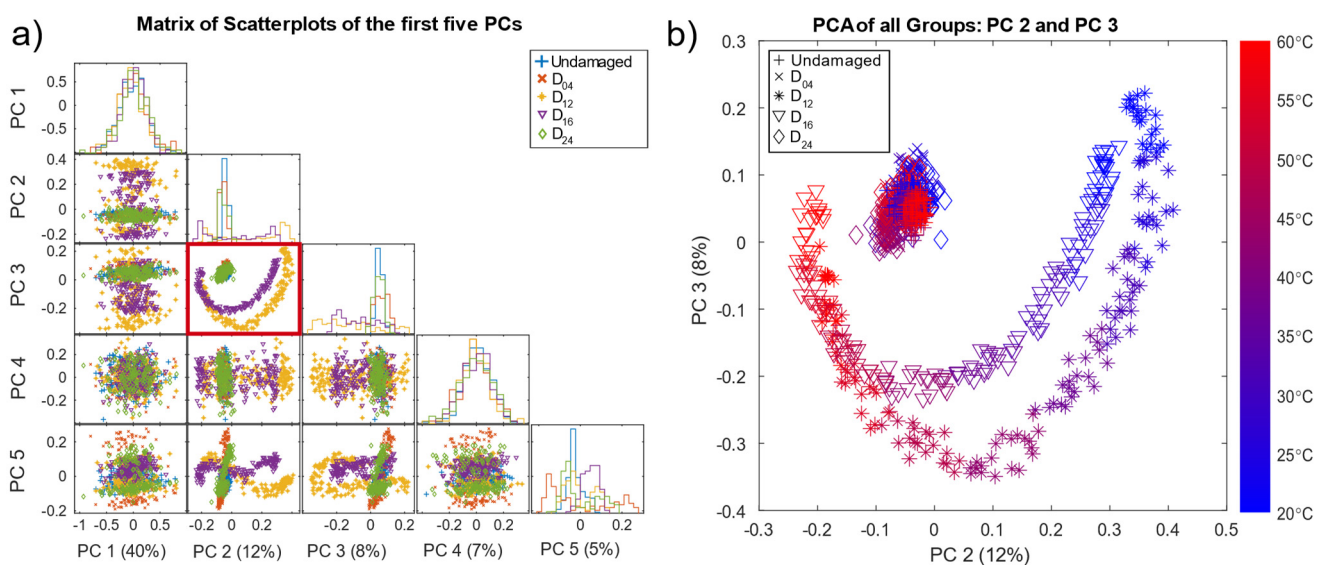 a)
Matrix of Scatterplots of the first five PCs
Undamaged
D04
D12
D16
D24
PC 1
0.5
0
-0.5
PC 2
0.4
0.2
0
-0.2
PC 3
0.2
0
-0.2
PC 4
0.2
0
-0.2
PC 5
0.2
0
-0.2
-1 -0.5 0 0.5
-0.2 0 0.2
-0.2 0 0.2
-0.2 0 0.2
0 0.2
PC 1 (40%)
PC 2 (12%)
PC 3 (8%)
PC 4 (7%)
PC 5 (5%)
b)
PCA of all Groups: PC 2 and PC 3
Undamaged
D04
D12
D16
D24
PC 3 (8%)
0.3
0.2
0.1
0
-0.1
-0.2
-0.3
-0.4
-0.3 -0.2 -0.1 0 0.1 0.2 0.3 0.4 0.5
PC 2 (12%)
60°C
55°C
50°C
45°C
40°C
35°C
30°C
25°C
20°C